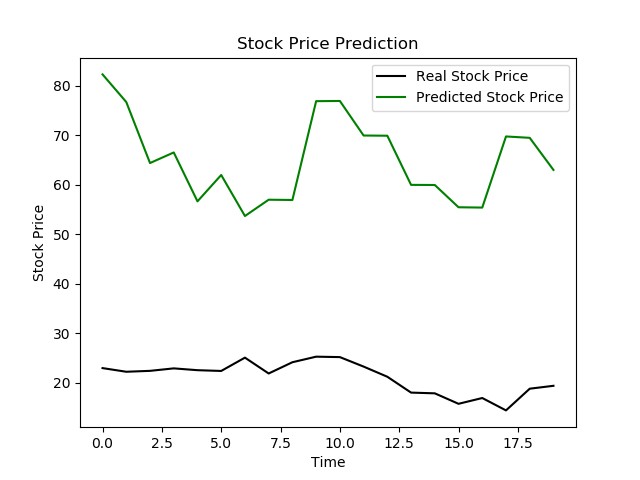 Stock Price Prediction
Real Stock Price
Predicted Stock Price
Stock Price
80
70
60
50
40
30
20
0.0 2.5 5.0 7.5 10.0 12.5 15.0 17.5
Time